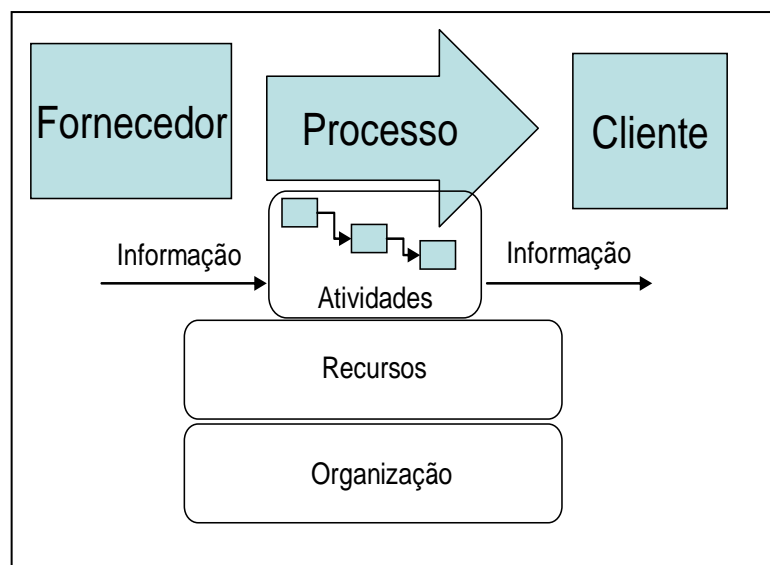 Fornecedor
Processo
Cliente
Informação
Informação
Atividades
Recursos
Organização